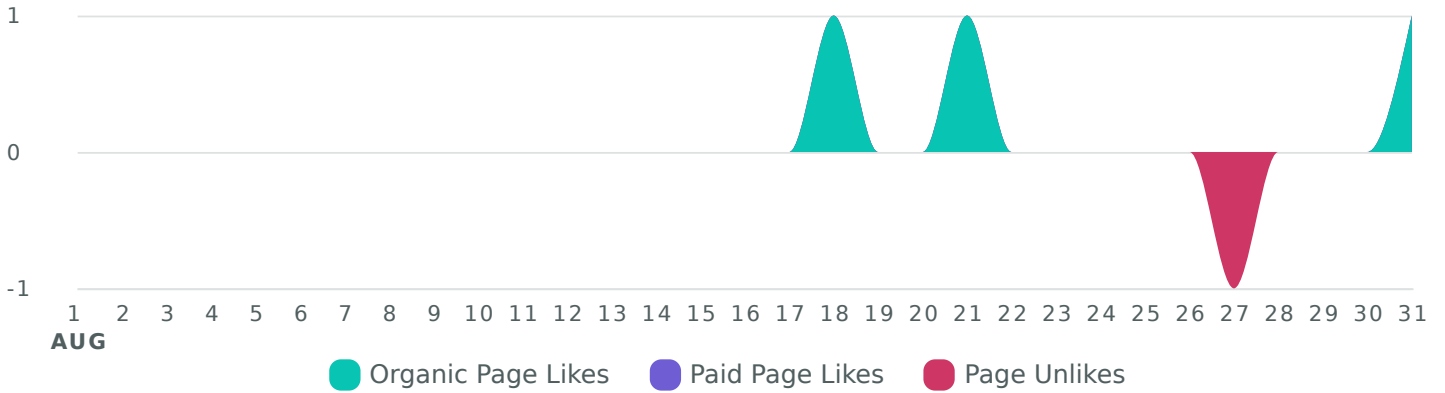 1
0
-1
1 2 3 4 5 6 7 8 9 10 11 12 13 14 15 16 17 18 19 20 21 22 23 24 25 26 27 28 29 30 31
AUG
Organic Page Likes Paid Page Likes Page Unlikes